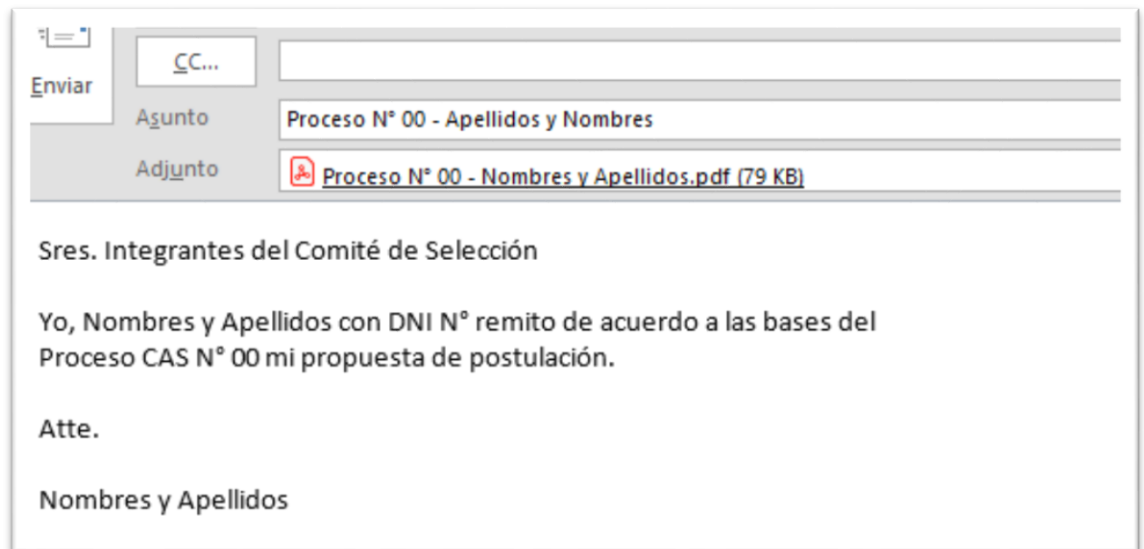 CC...
Enviar
Asunto
Proceso N° 00 - Apellidos y Nombres
Adjunto
Proceso N° 00 - Nombres y Apellidos.pdf (79 KB)
Sres. Integrantes del Comité de Selección
Yo, Nombres y Apellidos con DNI N° remito de acuerdo a las bases del
Proceso CAS N° 00 mi propuesta de postulación.
Atte.
Nombres y Apellidos